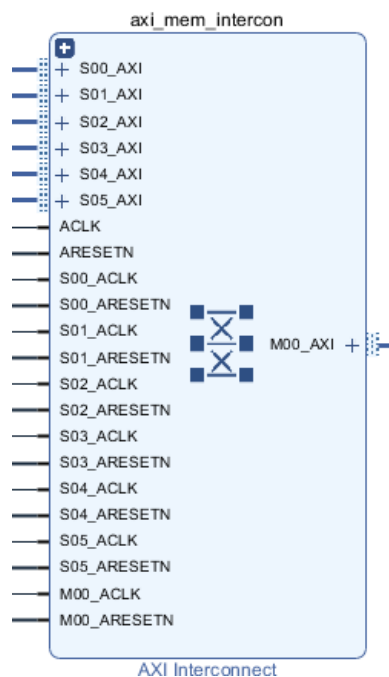 axi_mem_intercon
S00_AXI
S01_AXI
S02_AXI
S03_AXI
S04_AXI
S05_AXI
ACLK
ARESETN
S00_ACLK
S00_ARESETN
S01_ACLK
S01_ARESETN
S02_ACLK
S02_ARESETN
S03_ACLK
S03_ARESETN
S04_ACLK
S04_ARESETN
S05_ACLK
S05_ARESETN
M00_ACLK
M00_ARESETN
M00_AXI
AXI Interconnect